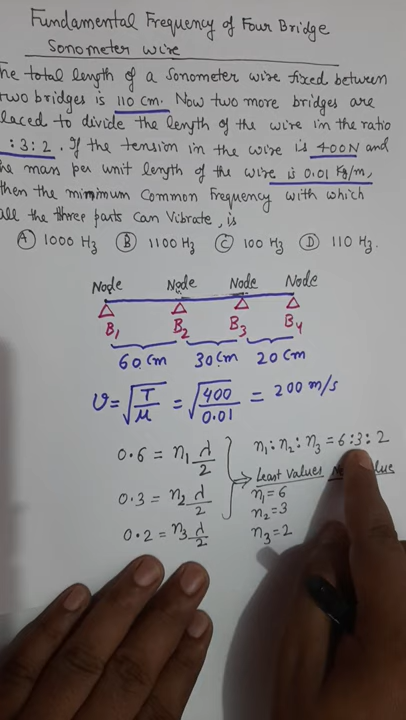 Fundamental Frequency of Four Bridge
Sonometer wire
The total length of a Sonometer wire fixed between
two bridges is 110 cm. Now two more bridges are
laced to divide the length of the wire in the ratio
:3:2. If the tension in the wire is 400N and
he mass per unit length of the wire is 0.01 kg/m,
then the minimum Common Frequency with which
all the three parts can vibrate, is
(A) 1000 Hz (B) 1100 Hz (C) 100 Hz (D) 110 Hz.
Node Node Node Node
B1 B2 B3 B4
60 cm 30 cm 20 cm
v = √(T/μ) = √(400/0.01) = 200 m/s
0.6 = n1 λ/2
n1 : n2 : n3 = 6 : 3 : 2
Least values
0.3 = n2 λ/2
n1 = 6
n2 = 3
0.2 = n3 λ/2
n3 = 2